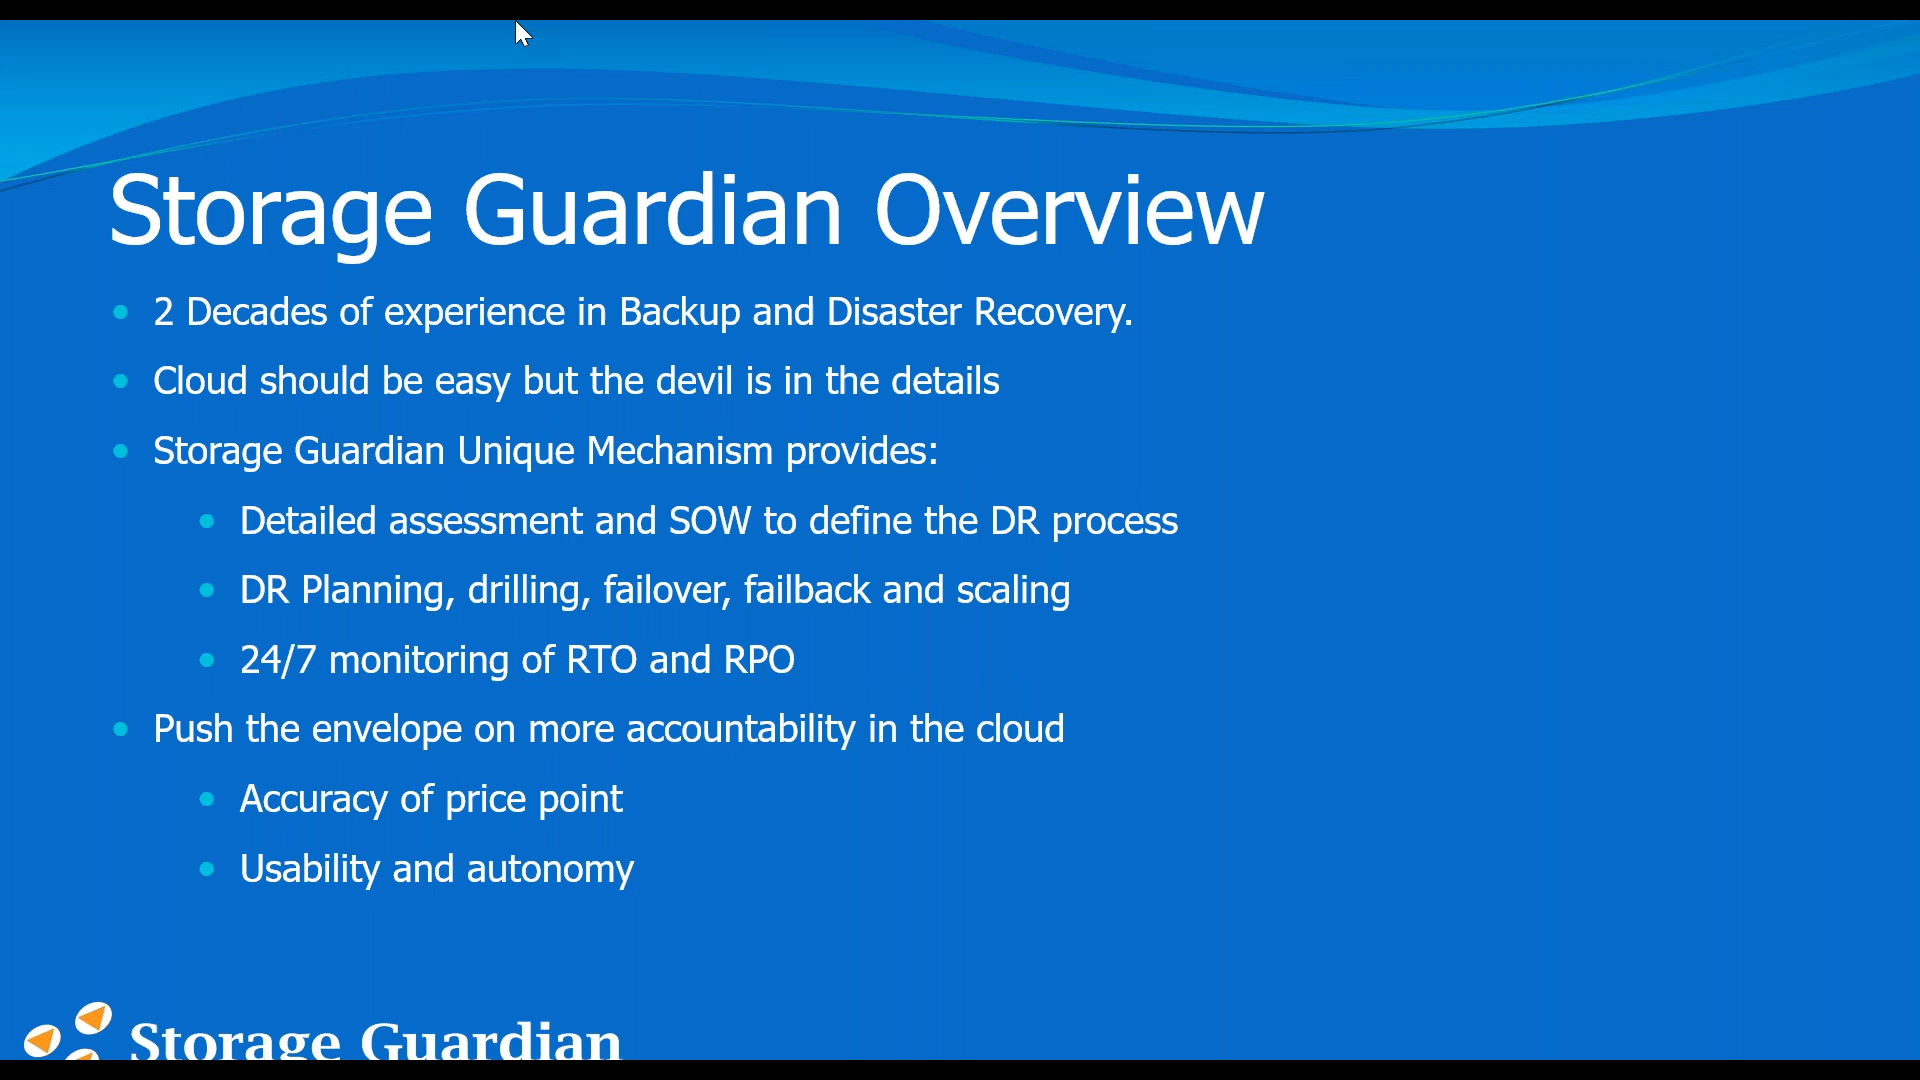 Storage Guardian Overview
2 Decades of experience in Backup and Disaster Recovery.
Cloud should be easy but the devil is in the details
Storage Guardian Unique Mechanism provides:
Detailed assessment and SOW to define the DR process
DR Planning, drilling, failover, failback and scaling
24/7 monitoring of RTO and RPO
Push the envelope on more accountability in the cloud
Accuracy of price point
Usability and autonomy
Storage Guardian